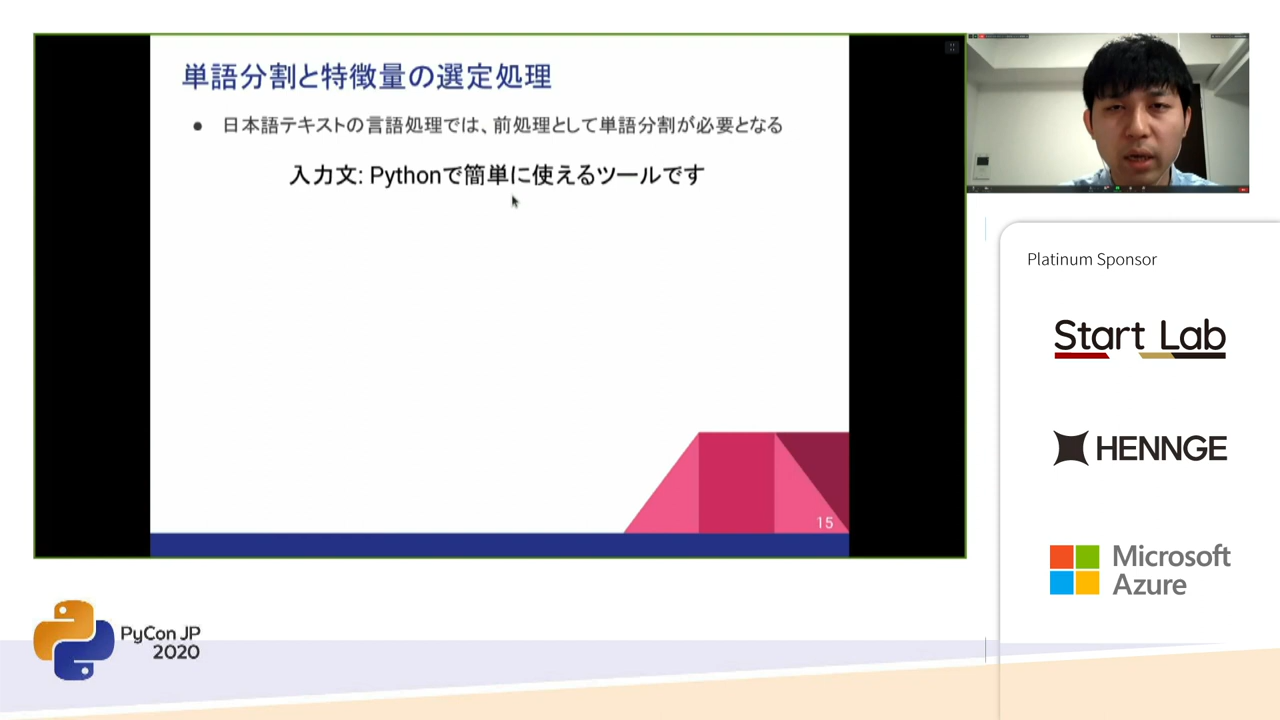 単語分割と特徴量の選定処理
● 日本語テキストの言語処理では、前処理として単語分割が必要となる
入力文: Pythonで簡単に使えるツールです
15
Platinum Sponsor
Start Lab
HENNGE
Microsoft
Azure
PyCon JP
2020